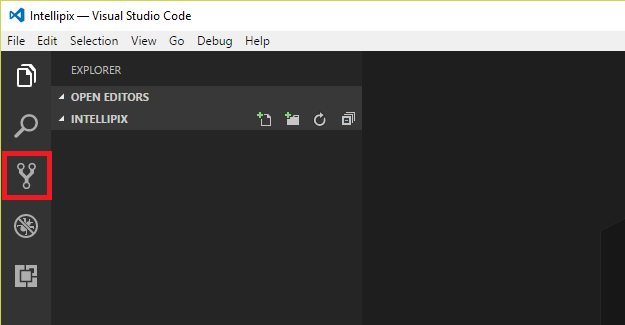 Intellipix — Visual Studio Code
File Edit Selection View Go Debug Help
EXPLORER
OPEN EDITORS
INTELLIPIX